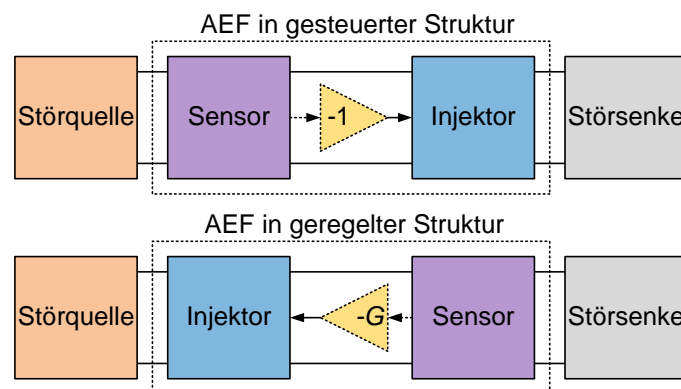 AEF in gesteuerter Struktur
Störquelle Sensor -1 Injektor Störsenke
AEF in geregelter Struktur
Störquelle Injektor -G Sensor Störsenke